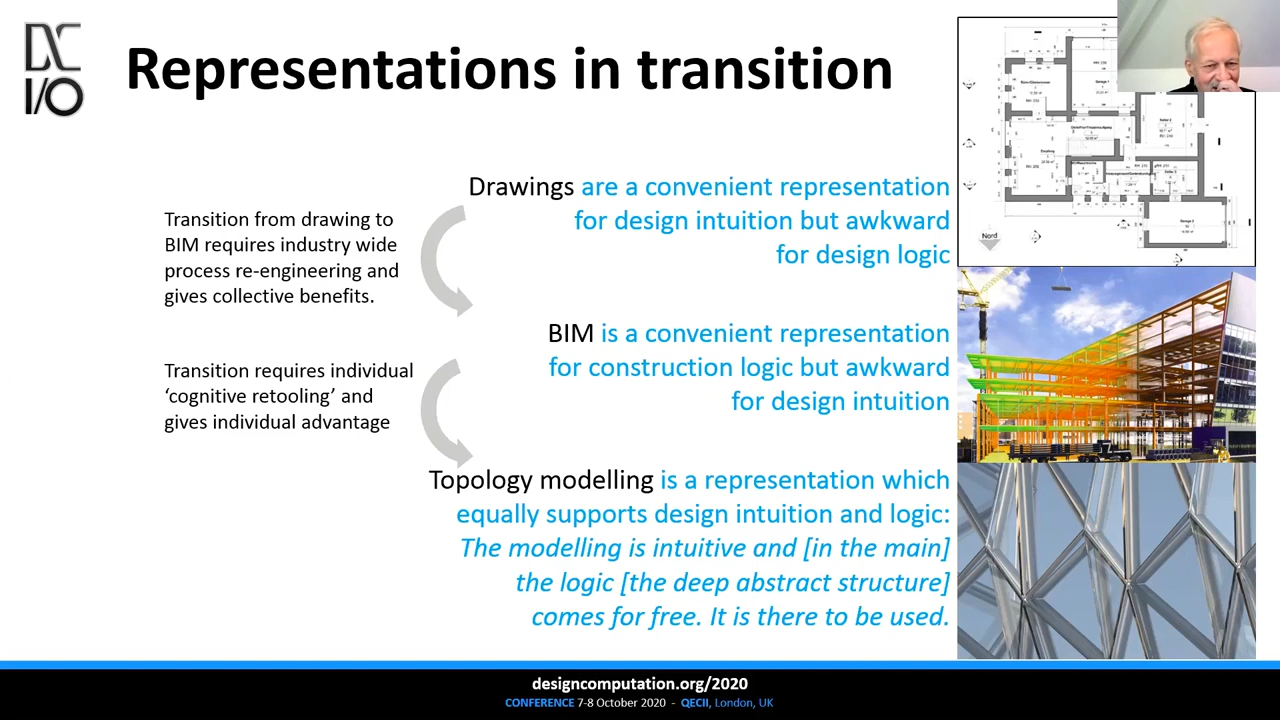 DC
I/O
Representations in transition
Drawings are a convenient representation
for design intuition but awkward
for design logic
Transition from drawing to
BIM requires industry wide
process re-engineering and
gives collective benefits.
BIM is a convenient representation
for construction logic but awkward
for design intuition
Transition requires individual
‘cognitive retooling’ and
gives individual advantage
Topology modelling is a representation which
equally supports design intuition and logic:
The modelling is intuitive and [in the main]
the logic [the deep abstract structure]
comes for free. It is there to be used.
Nord
designcomputation.org/2020
CONFERENCE 7-8 October 2020 - QECII, London, UK